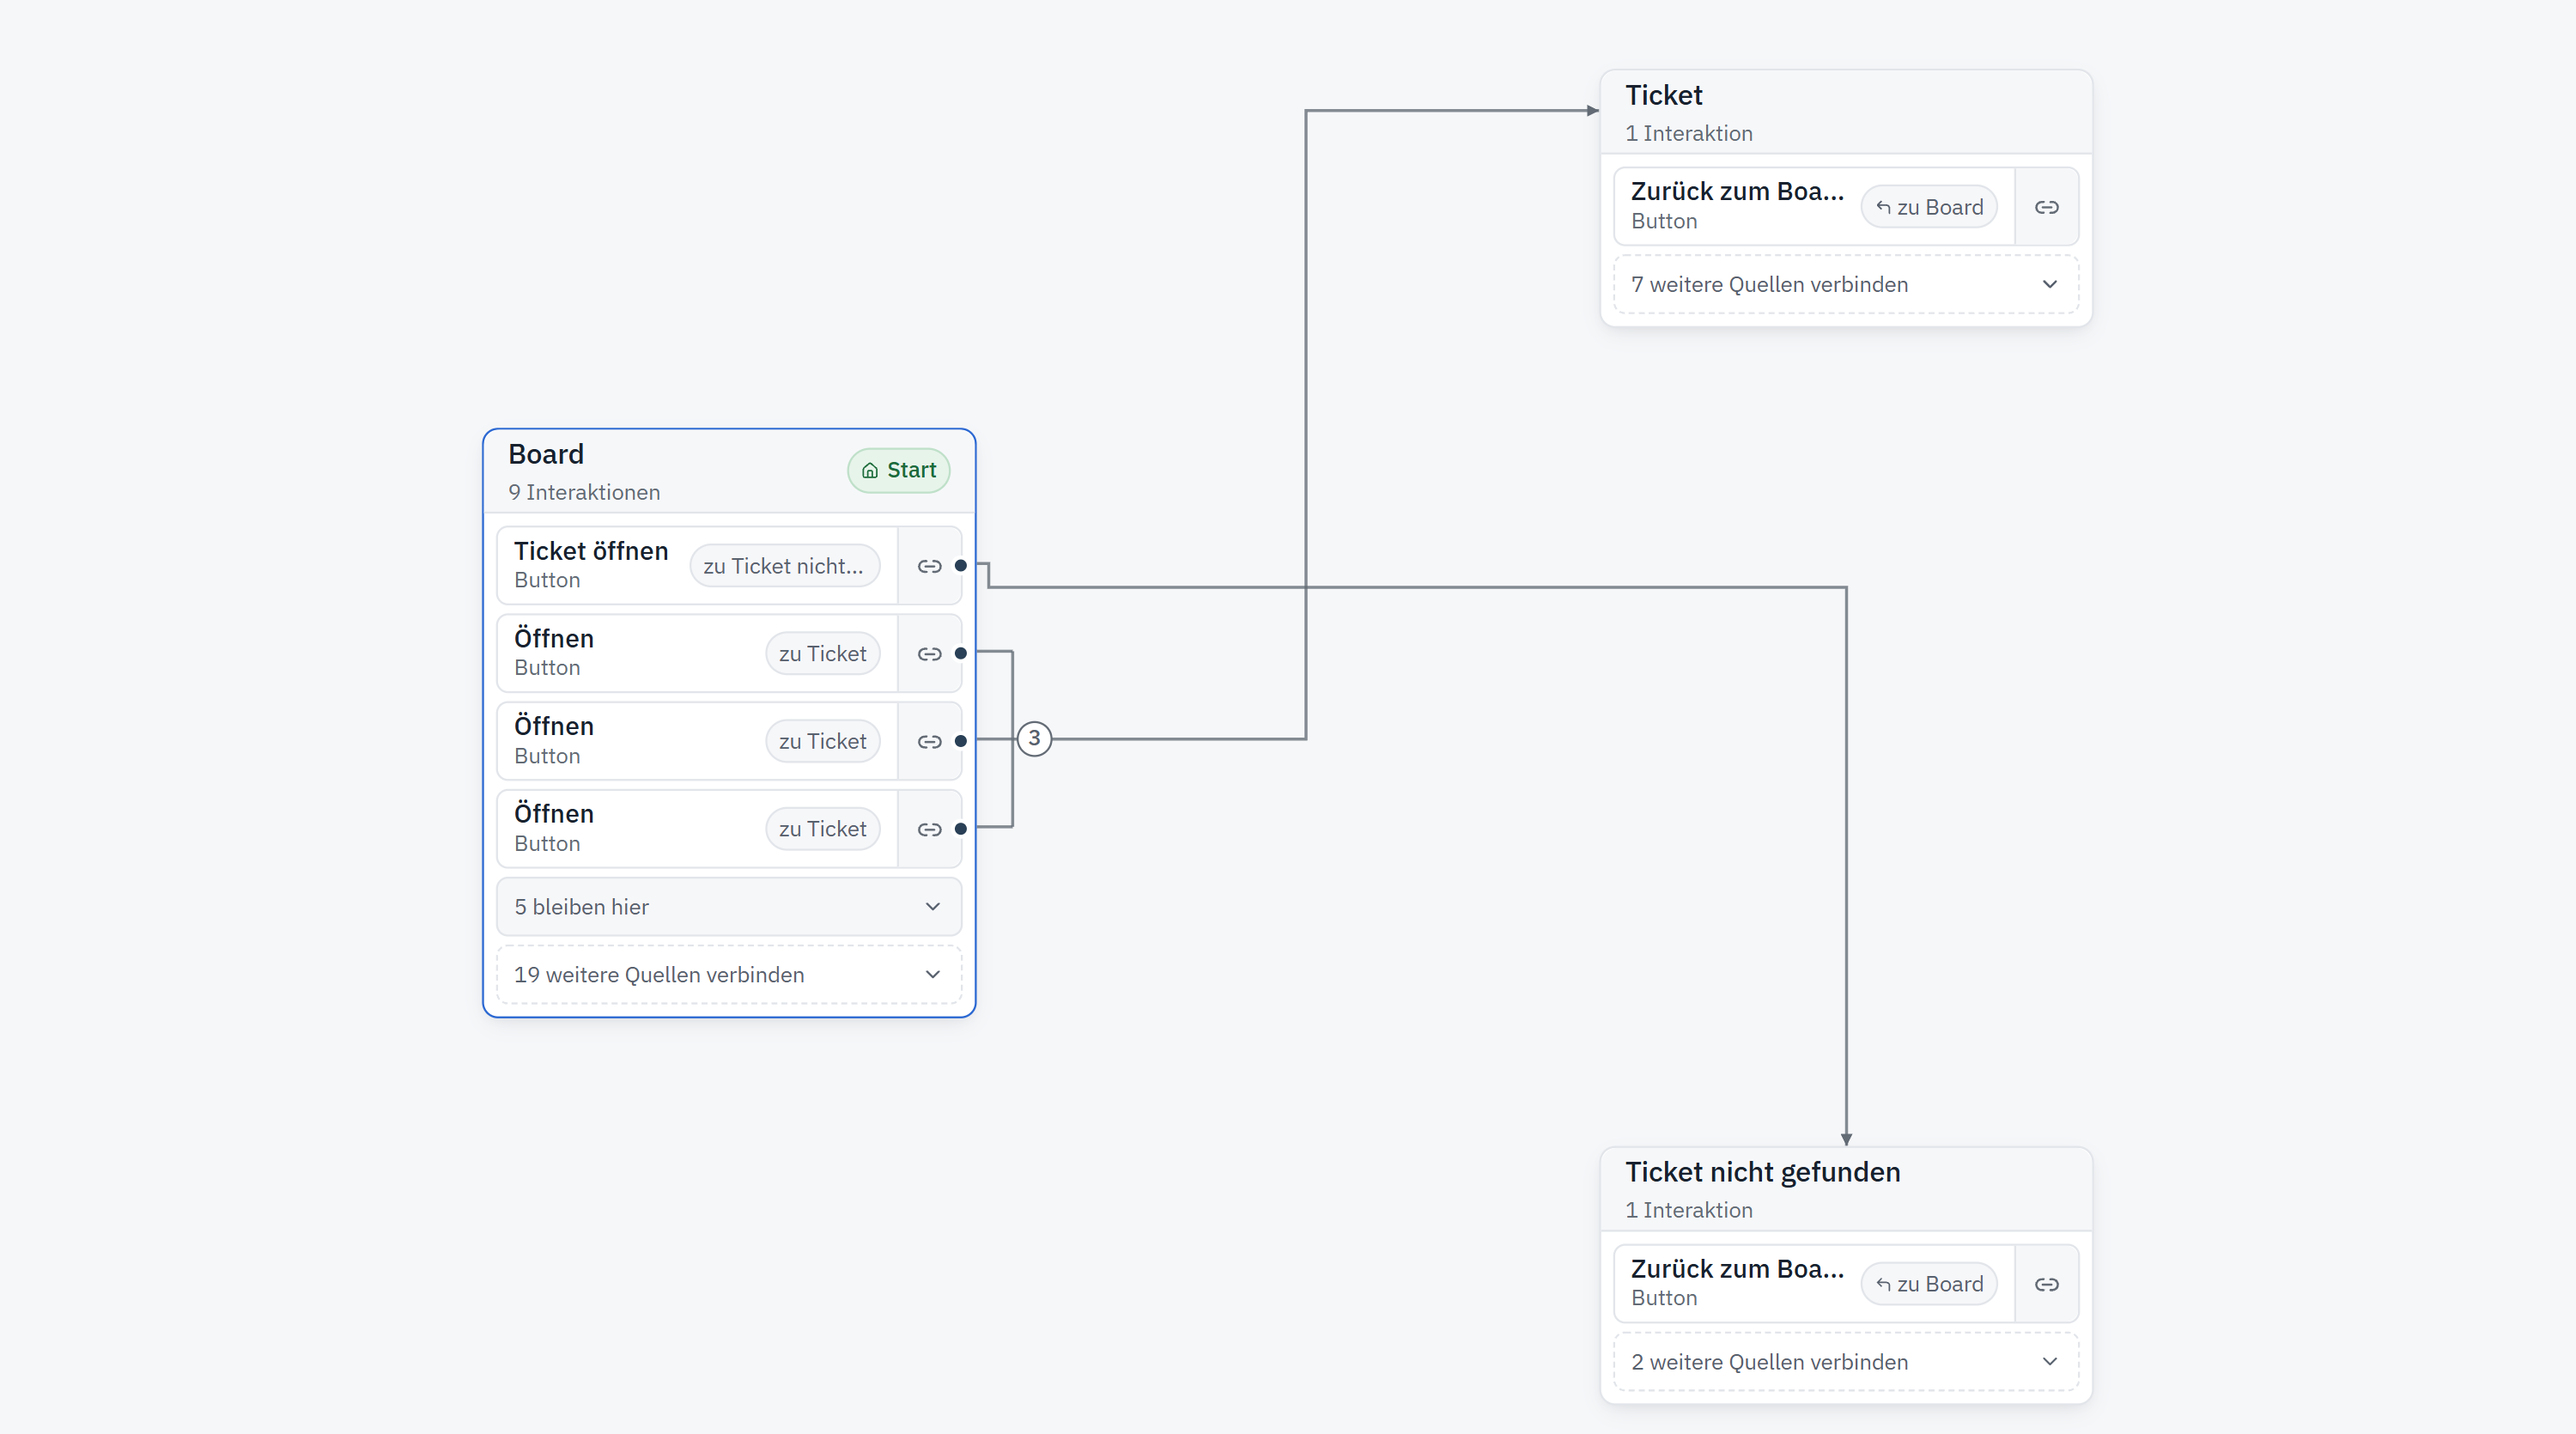 Ticket
1 Interaktion
Zurück zum Boa...
Button
zu Board
7 weitere Quellen verbinden
Board
9 Interaktionen
Start
Ticket öffnen
Button
zu Ticket nicht...
Öffnen
Button
zu Ticket
Öffnen
Button
zu Ticket
3
Öffnen
Button
zu Ticket
5 bleiben hier
19 weitere Quellen verbinden
Ticket nicht gefunden
1 Interaktion
Zurück zum Boa...
Button
zu Board
2 weitere Quellen verbinden